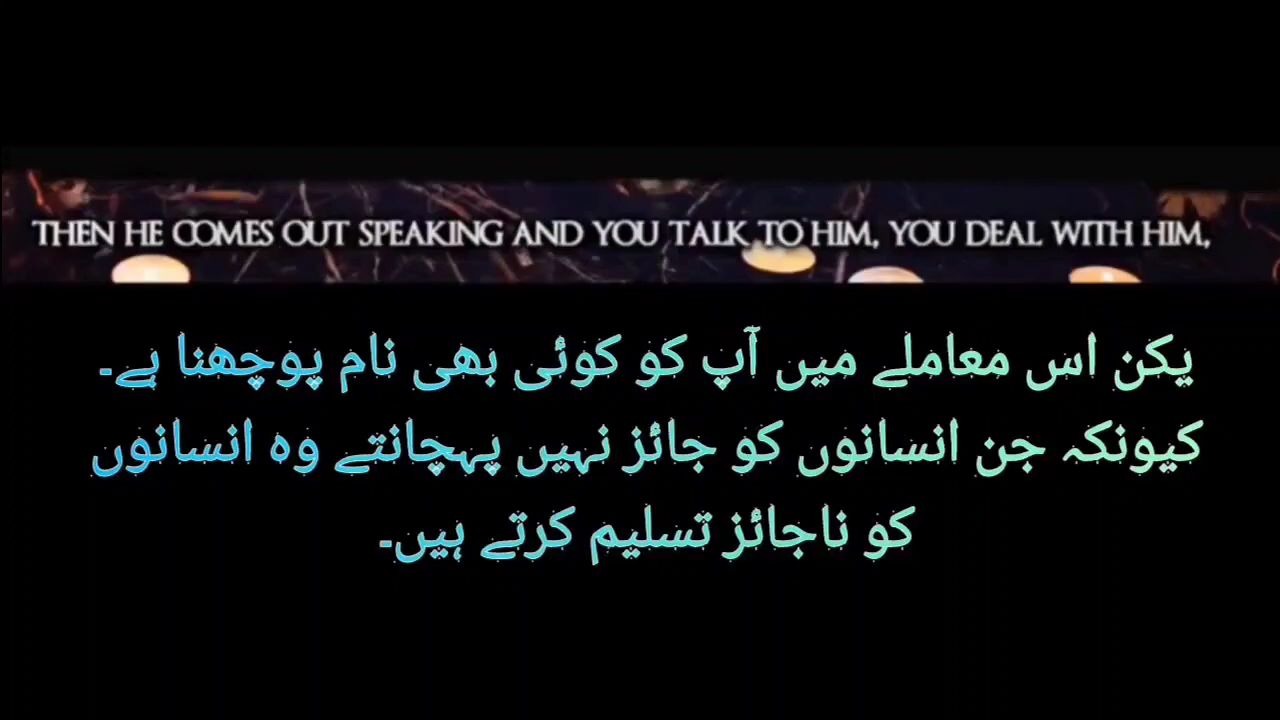 THEN HE COMES OUT SPEAKING AND YOU TALK TO HIM, YOU DEAL WITH HIM,
یکن اس معاملے میں آپ کو کوئی بھی نام پوچھنا ہے۔
کیونکہ جن انسانوں کو جائز نہیں پہچانتے وہ انسانوں
کو ناجائز تسلیم کرتے ہیں۔